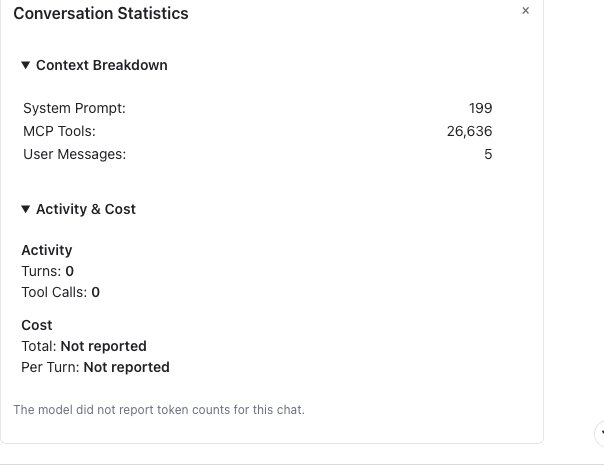 Conversation Statistics ×
▼ Context Breakdown
System Prompt: 199
MCP Tools: 26,636
User Messages: 5
▼ Activity & Cost
Activity
Turns: 0
Tool Calls: 0
Cost
Total: Not reported
Per Turn: Not reported
The model did not report token counts for this chat.